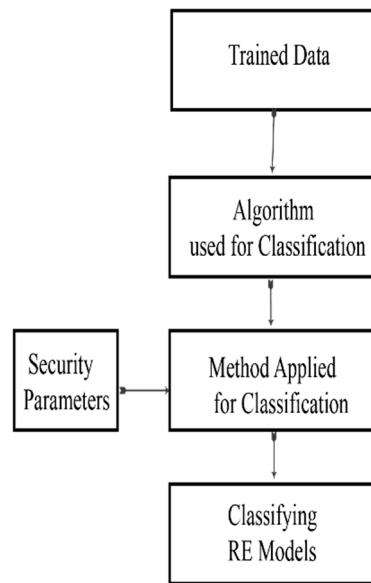 Trained Data
Algorithm
used for Classification
Security
Parameters
Method Applied
for Classification
Classifying
RE Models